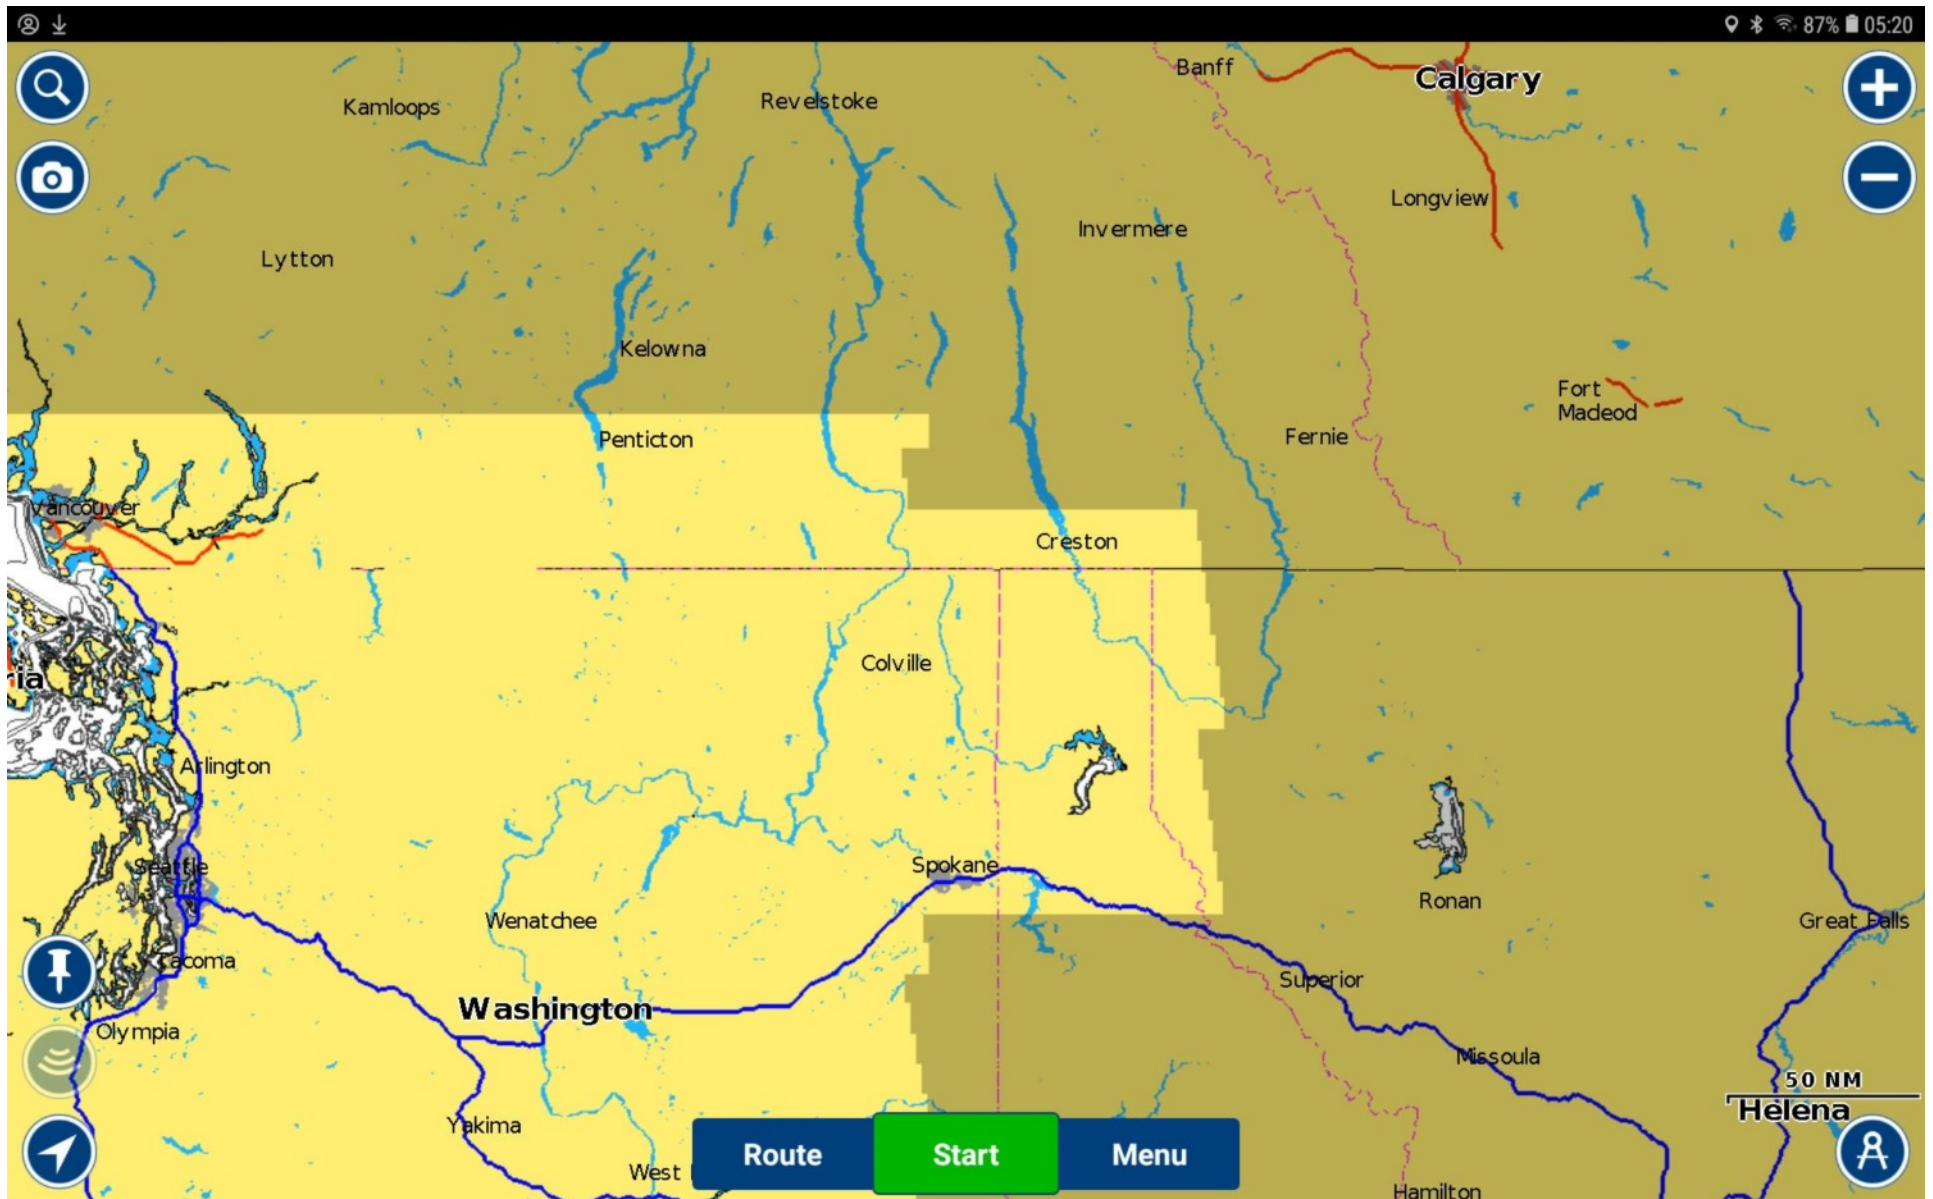 87% 05:20
Banff
Calgary
Kamloops
Revelstoke
Longview
Invermere
Lytton
Kelowna
Fort
Macleod
Penticton
Fernie
Vancouver
Creston
Colville
ria
Arlington
Seattle
Spokane
Ronan
Wenatchee
Great Falls
Tacoma
Superior
Washington
Olympia
Missoula
50 NM
Helena
Yakima
Route
Start
Menu
West
Hamilton